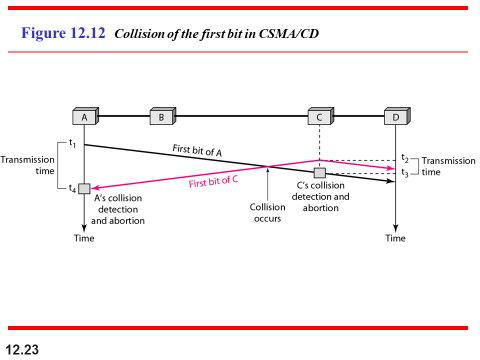 Figure 12.12 Collision of the first bit in CSMA/CD
A
B
C
D
t1
First bit of A
t2
Transmission
time
Transmission
time
t3
First bit of C
t4
A's collision
detection
and abortion
C's collision
detection and
abortion
Collision
occurs
Time
Time
12.23